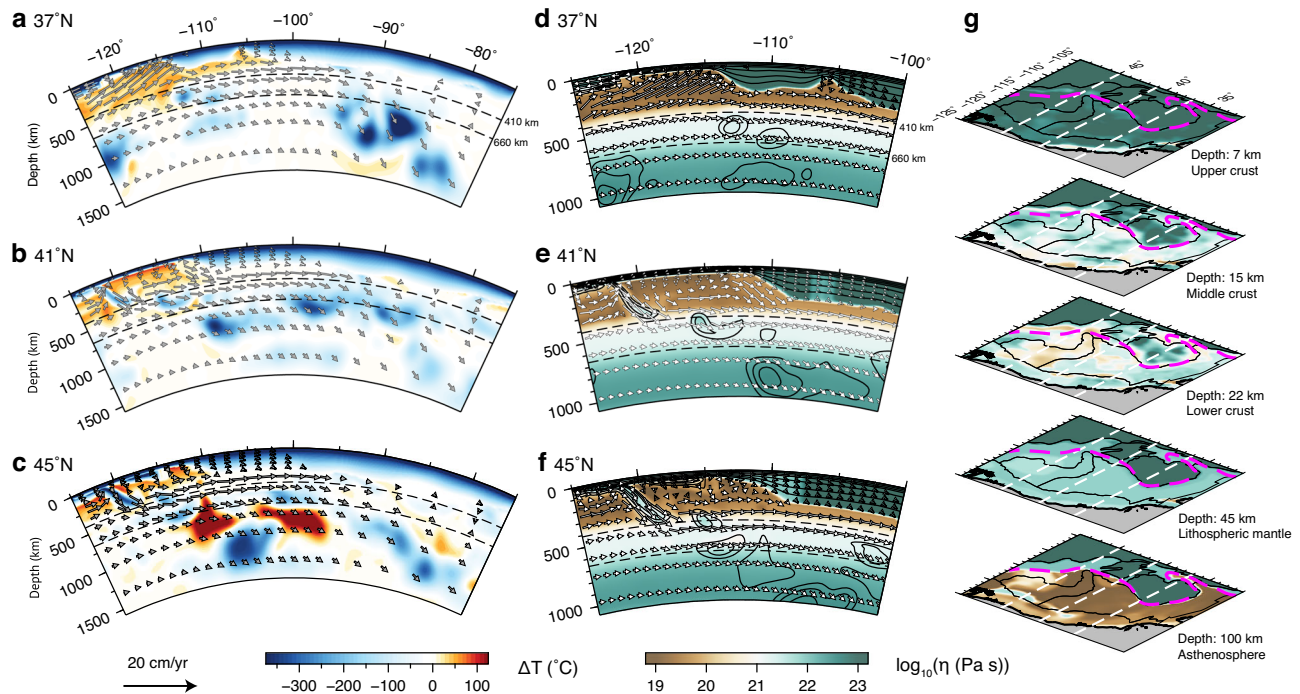 a 37°N
−120°
−110°
−100°
−90°
−80°
0
500
1000
1500
Depth (km)
410 km
660 km
b 41°N
0
500
1000
1500
Depth (km)
c 45°N
0
500
1000
1500
Depth (km)
20 cm/yr
−300
−200
−100
0
100
ΔT (°C)
d 37°N
−120°
−110°
−100°
0
500
1000
410 km
660 km
e 41°N
0
500
1000
f 45°N
0
500
1000
19
20
21
22
23
log10(η (Pa s))
g
−125°
−120°
−115°
−110°
−105°
45°
40°
35°
Depth: 7 km
Upper crust
Depth: 15 km
Middle crust
Depth: 22 km
Lower crust
Depth: 45 km
Lithospheric mantle
Depth: 100 km
Asthenosphere